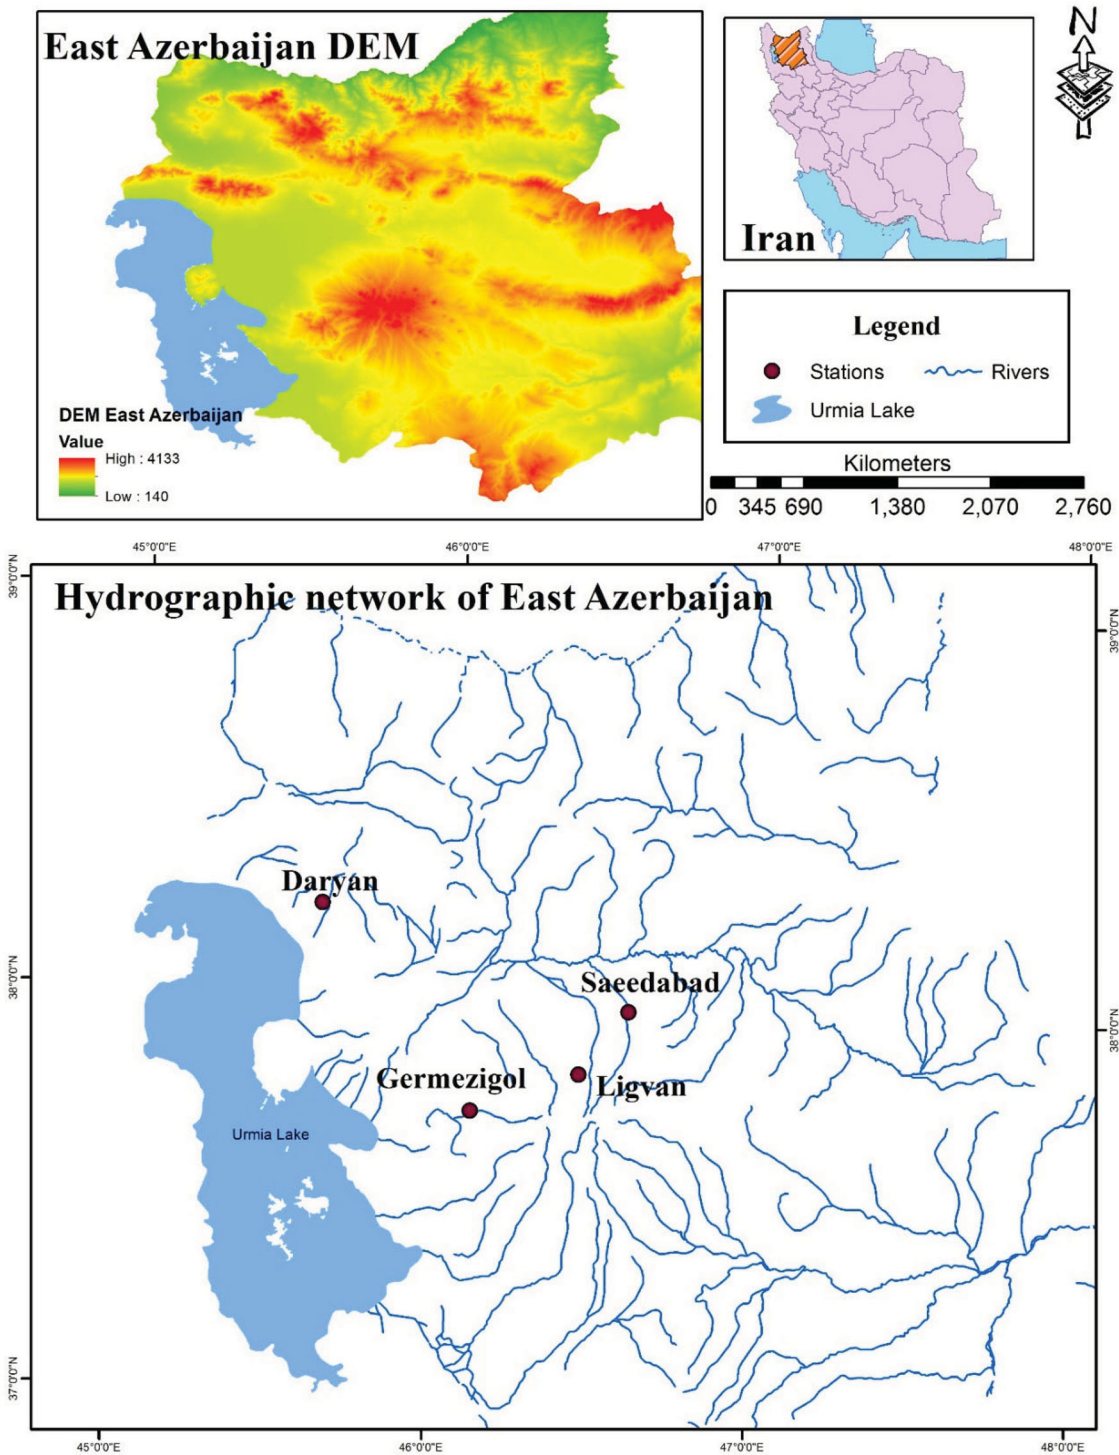 East Azerbaijan DEM
DEM East Azerbaijan
Value
High : 4133
Low : 140
Iran
N
Legend
Stations
Rivers
Urmia Lake
Kilometers
0 345 690 1,380 2,070 2,760
45°0'0"E 46°0'0"E 47°0'0"E 48°0'0"E
39°0'0"N
39°0'0"N
Hydrographic network of East Azerbaijan
Daryan
38°0'0"N
Saeedabad
38°0'0"N
Germezigol
Ligvan
Urmia Lake
37°0'0"N
37°0'0"N
45°0'0"E 46°0'0"E 47°0'0"E 48°0'0"E